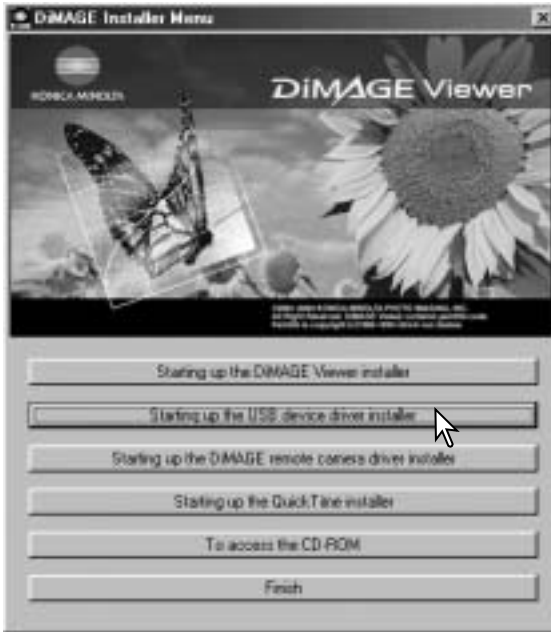 DiMAGE Installer Menu
KONICA MINOLTA
DiMAGE Viewer
Starting up the DiMAGE Viewer installer
Starting up the USB device driver installer
Starting up the DiMAGE remote camera driver installer
Starting up the QuickTime installer
To access the CD-ROM
Finish